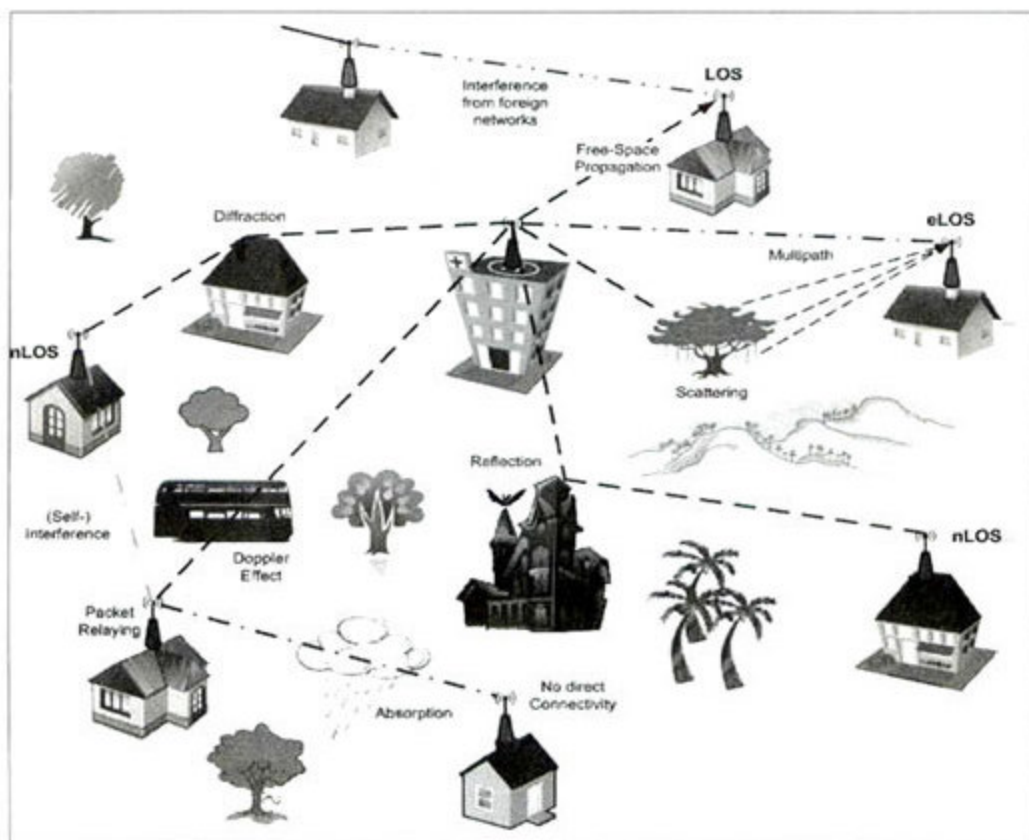 LOS
Interference
from foreign
networks
Free-Space
Propagation
Diffraction
eLOS
Multipath
nLOS
Scattering
Reflection
(Self-)
Interference
Doppler
Effect
nLOS
Packet
Relaying
No direct
Connectivity
Absorption